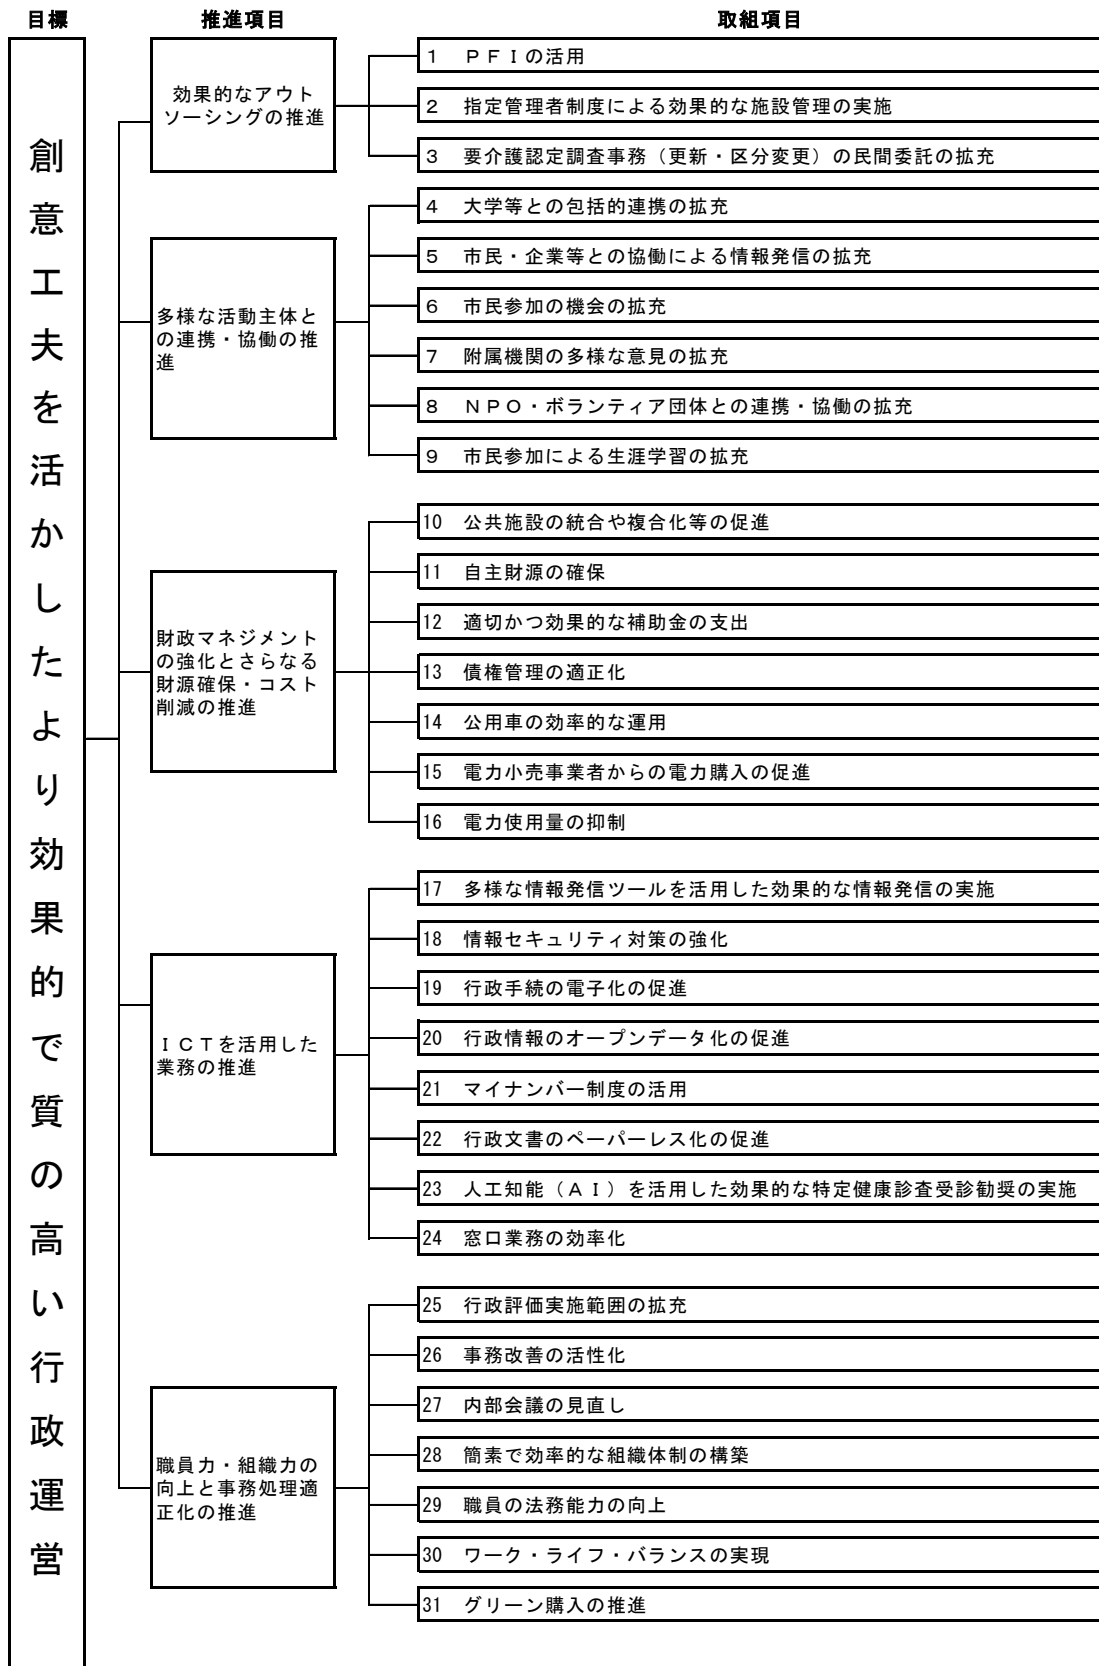 目標　推進項目　取組項目
創意工夫を活かしたより効果的で質の高い行政運営
効果的なアウト
ソーシングの推進
1　ＰＦＩの活用
2　指定管理者制度による効果的な施設管理の実施
3　要介護認定調査事務（更新・区分変更）の民間委託の拡充
多様な活動主体と
の連携・協働の推
進
4　大学等との包括的連携の拡充
5　市民・企業等との協働による情報発信の拡充
6　市民参加の機会の拡充
7　附属機関の多様な意見の拡充
8　ＮＰＯ・ボランティア団体との連携・協働の拡充
9　市民参加による生涯学習の拡充
財政マネジメント
の強化とさらなる
財源確保・コスト
削減の推進
10　公共施設の統合や複合化等の促進
11　自主財源の確保
12　適切かつ効果的な補助金の支出
13　債権管理の適正化
14　公用車の効率的な運用
15　電力小売事業者からの電力購入の促進
16　電力使用量の抑制
ＩＣＴを活用した
業務の推進
17　多様な情報発信ツールを活用した効果的な情報発信の実施
18　情報セキュリティ対策の強化
19　行政手続の電子化の促進
20　行政情報のオープンデータ化の促進
21　マイナンバー制度の活用
22　行政文書のペーパーレス化の促進
23　人工知能（ＡＩ）を活用した効果的な特定健康診査受診勧奨の実施
24　窓口業務の効率化
職員力・組織力の
向上と事務処理適
正化の推進
25　行政評価実施範囲の拡充
26　事務改善の活性化
27　内部会議の見直し
28　簡素で効率的な組織体制の構築
29　職員の法務能力の向上
30　ワーク・ライフ・バランスの実現
31　グリーン購入の推進